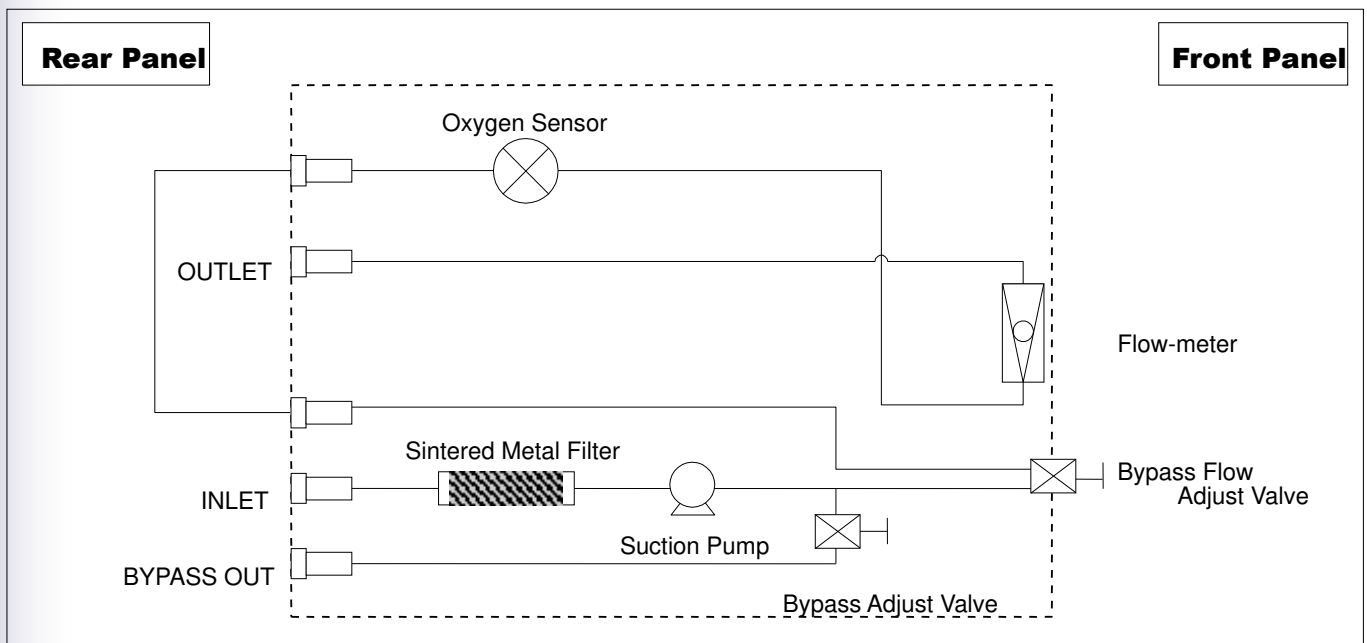 Rear Panel
Front Panel
Oxygen Sensor
OUTLET
Flow-meter
Sintered Metal Filter
Bypass Flow
Adjust Valve
INLET
Suction Pump
BYPASS OUT
Bypass Adjust Valve